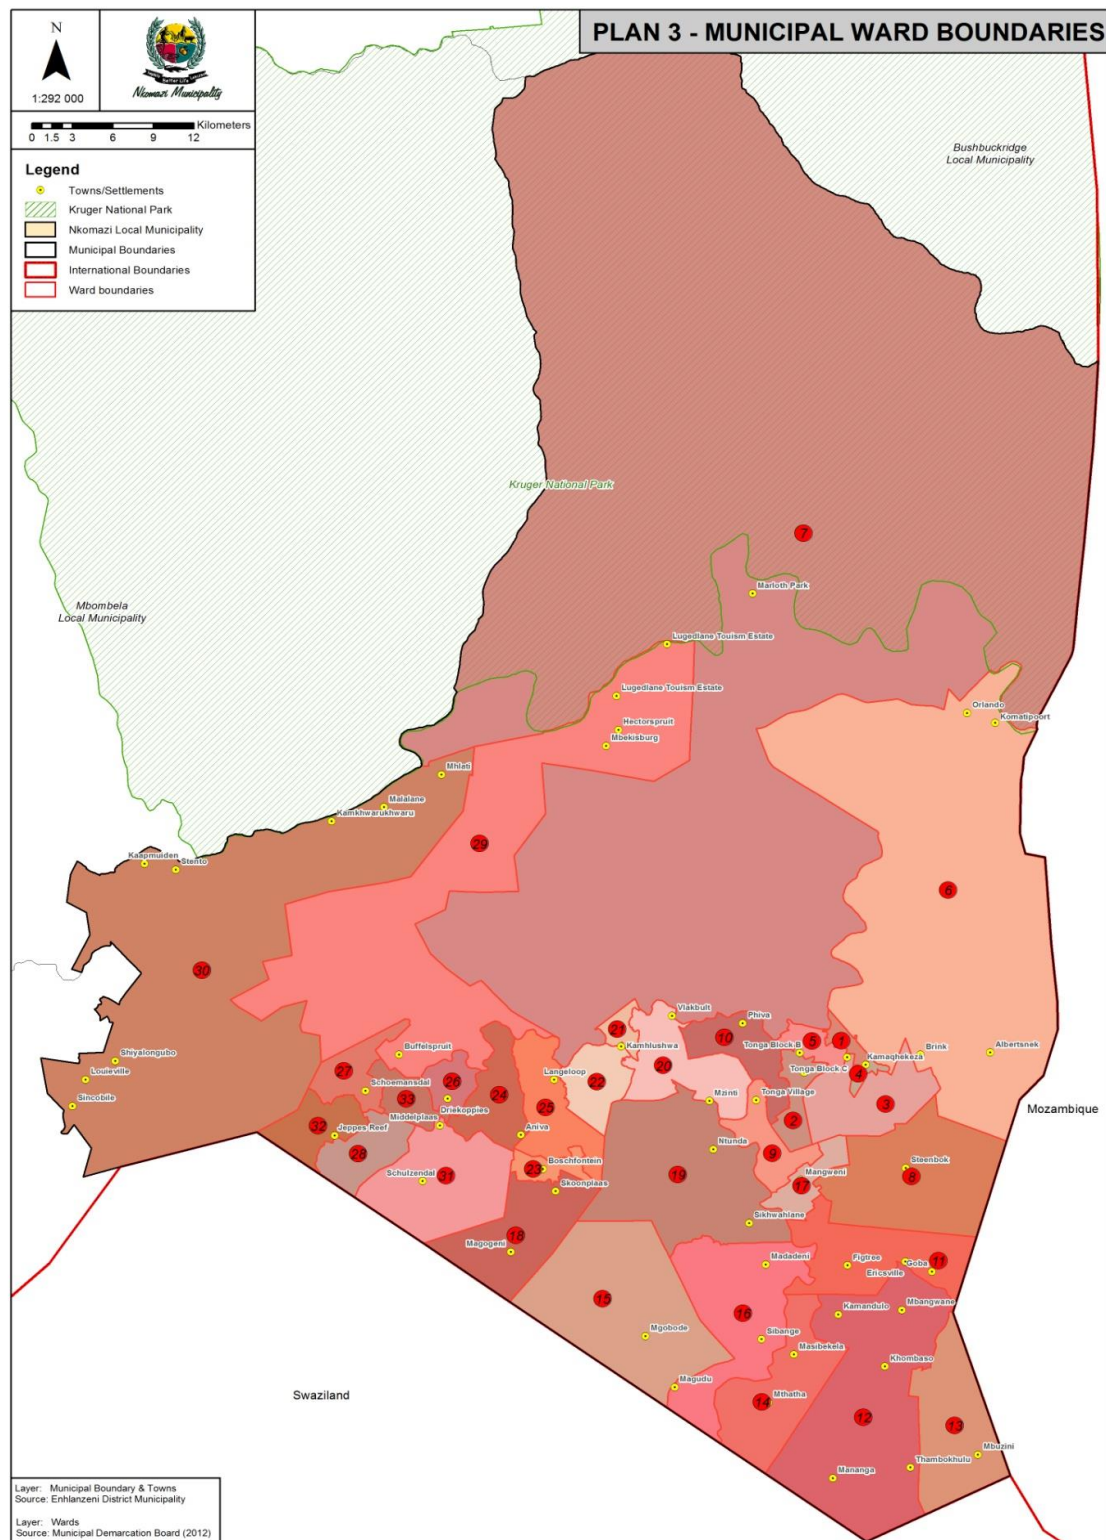 PLAN 3 - MUNICIPAL WARD BOUNDARIES
N
1:292 000
Better Life
Nkomazi Municipality
Kilometers
0 1.5 3 6 9 12
Legend
Towns/Settlements
Kruger National Park
Nkomazi Local Municipality
Municipal Boundaries
International Boundaries
Ward boundaries
Bushbuckridge
Local Municipality
Kruger National Park
7
Marloth Park
Mbombela
Local Municipality
Lugedlane Touism Estate
Lugedlane Touism Estate
Orlando
Komatipoort
Hectorspruit
Mbekisburg
Mhlati
Malalane
Kamkhwarukhwaru
29
Kaapmuiden
Stento
6
30
Vlakbult
Phiva
21
10
5
1
Kamhlushwa
Tonga Block B
Kamaqhekeza
Brink
Albertsnek
Buffelspruit
Shiyalongubo
20
Tonga Block C
4
27
Louieville
Langeloop
22
26
Schoemansdal
24
Sincobile
33
Driekoppies
25
Mzinti
Tonga Village
3
Mozambique
32
Middelplaas
2
Jeppes Reef
Aniva
28
Ntunda
9
23
Boschfontein
19
Mangweni
Steenbok
31
Schulzendal
8
17
Skoonplaas
Sikhwahlane
18
Magogeni
Madadeni
Figtree
Goba
11
Ericsville
15
Mbangwane
16
Kamandulo
Mgobode
Sibange
Masibekela
Khombaso
Magudu
Mthatha
Swaziland
14
12
13
Mbuzini
Thambokhulu
Mananga
Layer: Municipal Boundary & Towns
Source: Enhlanzeni District Municipality
Layer: Wards
Source: Municipal Demarcation Board (2012)